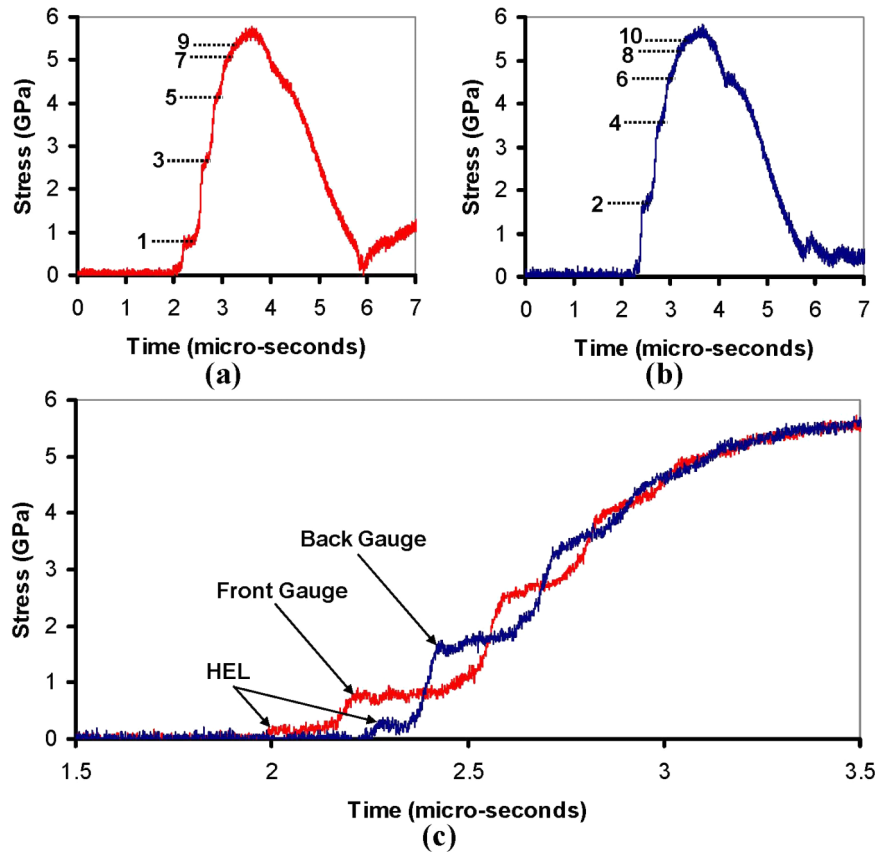 6
5
4
3
2
1
0
Stress (GPa)
9
7
5
3
1
0 1 2 3 4 5 6 7
Time (micro-seconds)
(a)
6
5
4
3
2
1
0
Stress (GPa)
10
8
6
4
2
0 1 2 3 4 5 6 7
Time (micro-seconds)
(b)
6
5
4
3
2
1
0
Stress (GPa)
Back Gauge
Front Gauge
HEL
1.5 2 2.5 3 3.5
Time (micro-seconds)
(c)